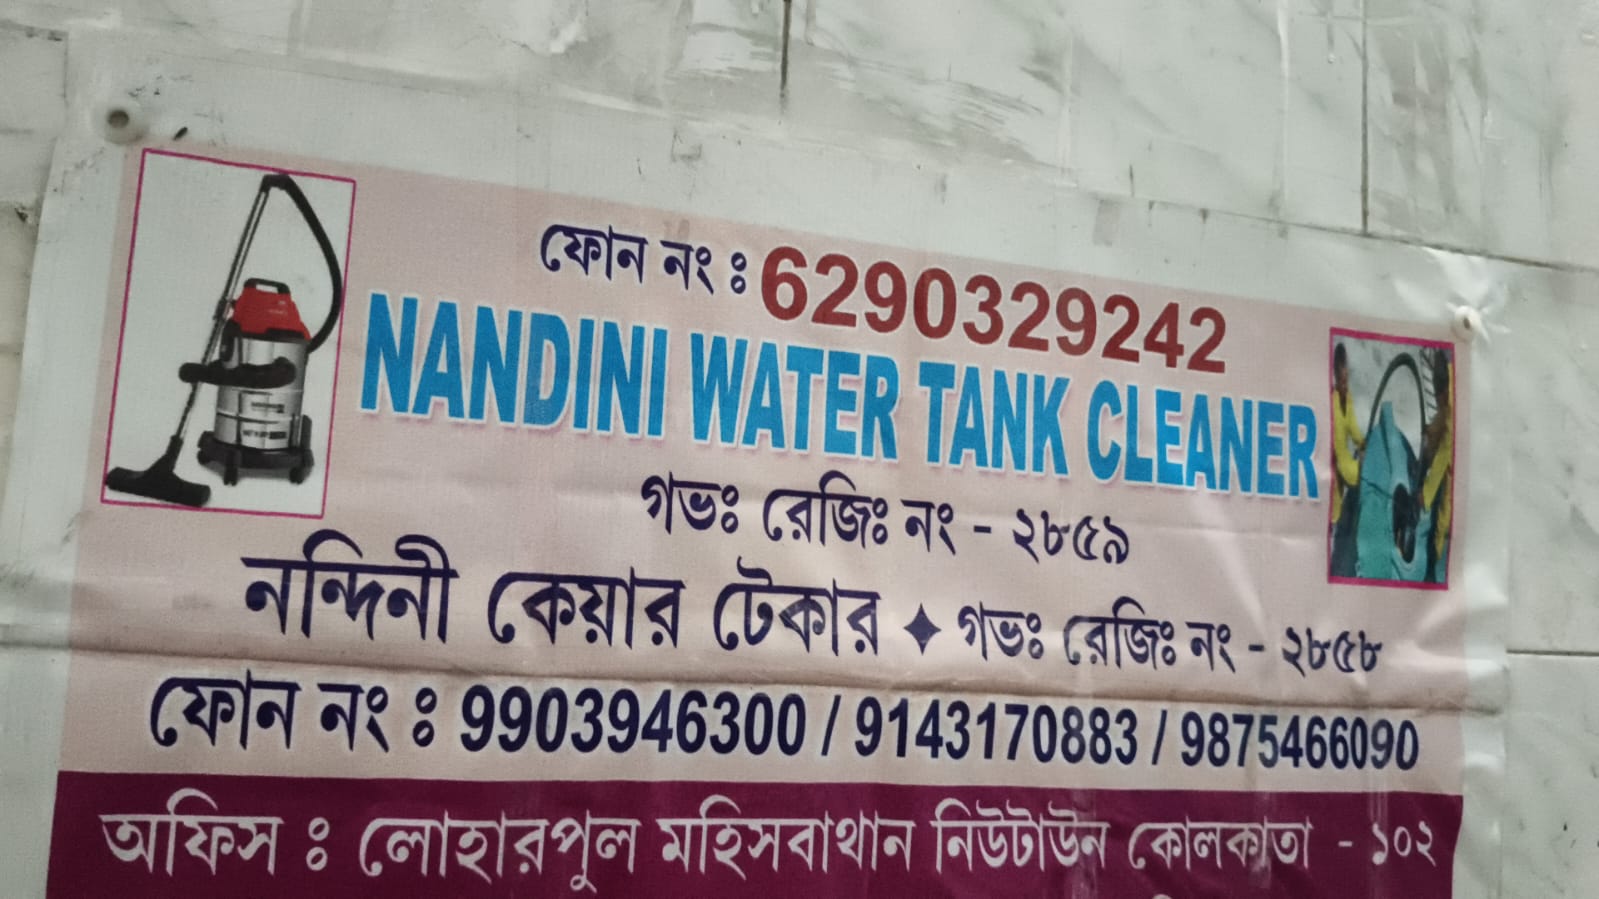 ফোন নং ঃ 6290329242
NANDINI WATER TANK CLEANER
গভঃ রেজিঃ নং - ২৮৫৯
নন্দিনী কেয়ার টেকার ✦ গভঃ রেজিঃ নং - ২৮৫৮
ফোন নং ঃ 9903946300 / 9143170883 / 9875466090
অফিস ঃ লোহারপুল মহিসবাথান নিউটাউন কোলকাতা - ১০২